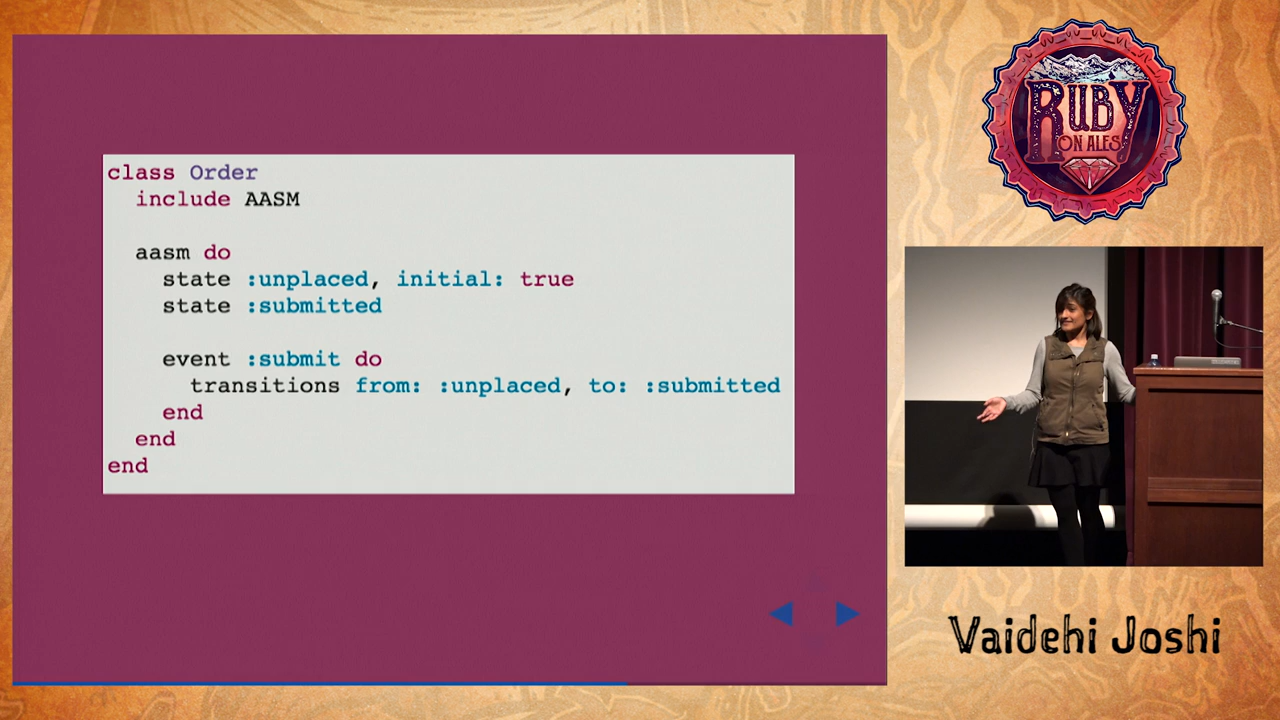 class Order
  include AASM

  aasm do
    state :unplaced, initial: true
    state :submitted

    event :submit do
      transitions from: :unplaced, to: :submitted
    end
  end
end
RUBY
ON ALES
Vaidehi Joshi